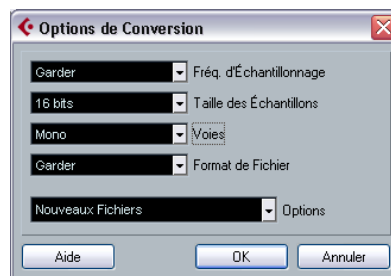 Options de Conversion
Garder Fréq. d'Échantillonnage
16 bits Taille des Échantillons
Mono Voies
Garder Format de Fichier
Nouveaux Fichiers Options
Aide OK Annuler